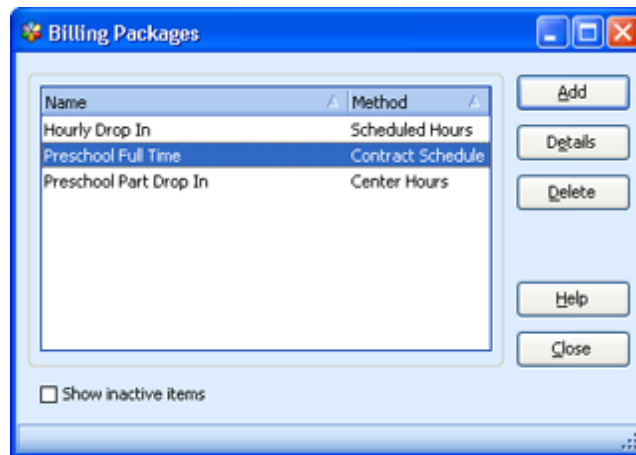 Billing Packages
Name Method
Hourly Drop In Scheduled Hours
Preschool Full Time Contract Schedule
Preschool Part Drop In Center Hours
Add
Details
Delete
Help
Close
Show inactive items